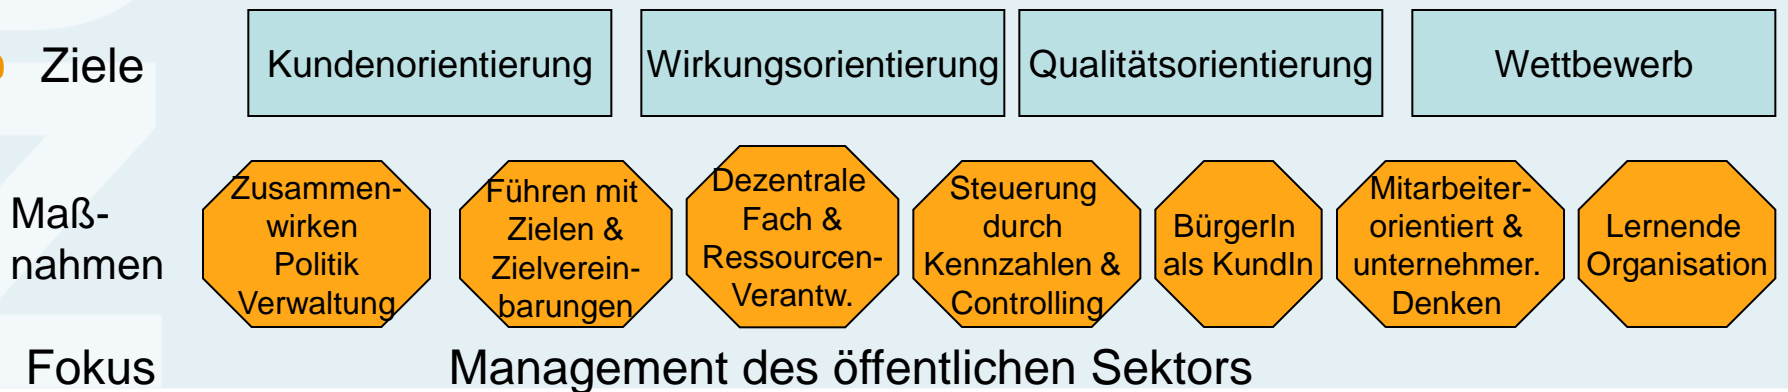 Ziele
Kundenorientierung
Wirkungsorientierung
Qualitätsorientierung
Wettbewerb
Maß-
nahmen
Zusammen-
wirken
Politik
Verwaltung
Führen mit
Zielen &
Zielverein-
barungen
Dezentrale
Fach &
Ressourcen-
Verantw.
Steuerung
durch
Kennzahlen &
Controlling
BürgerIn
als KundIn
Mitarbeiter-
orientiert &
unternehmer.
Denken
Lernende
Organisation
Fokus
Management des öffentlichen Sektors